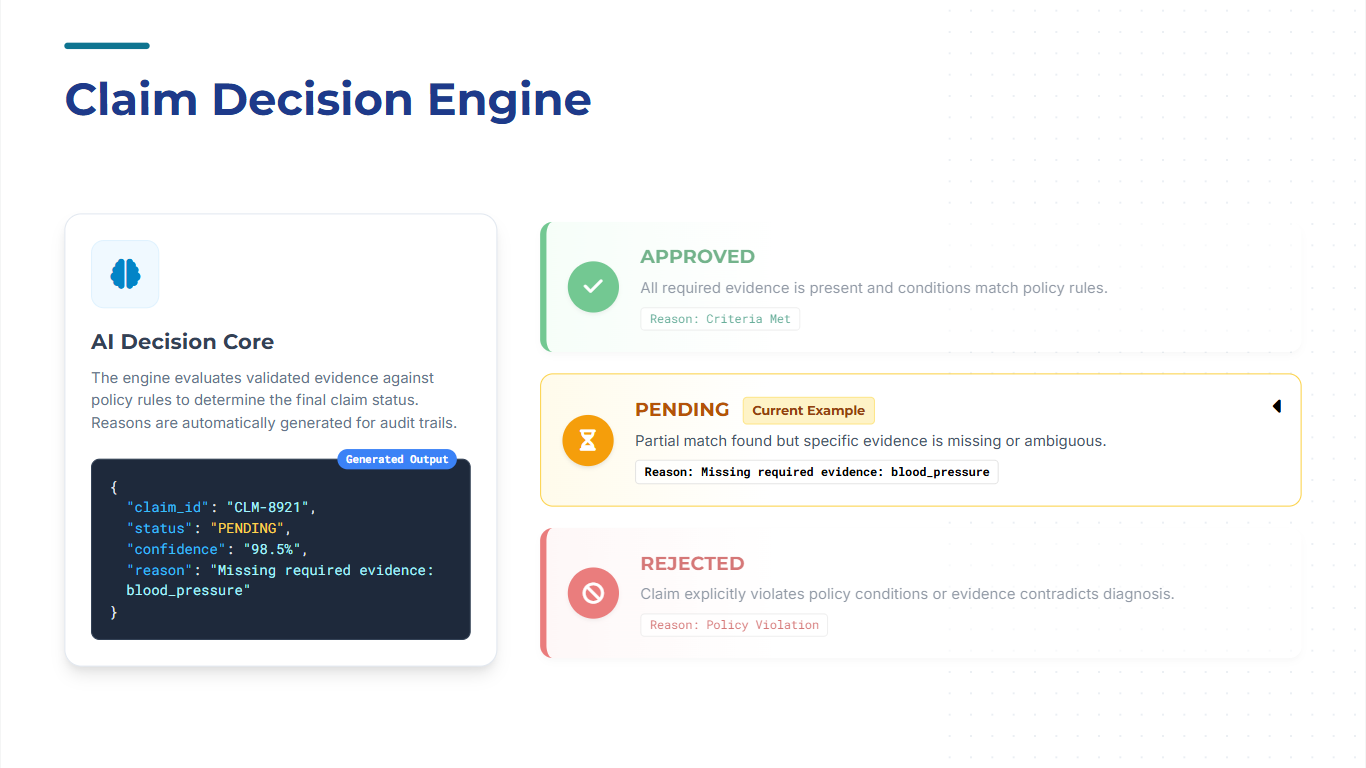 Claim Decision Engine
AI Decision Core
The engine evaluates validated evidence against
policy rules to determine the final claim status.
Reasons are automatically generated for audit trails.
Generated Output
{
"claim_id": "CLM-8921",
"status": "PENDING",
"confidence": "98.5%",
"reason": "Missing required evidence:
blood_pressure"
}
APPROVED
All required evidence is present and conditions match policy rules.
Reason: Criteria Met
PENDING Current Example
Partial match found but specific evidence is missing or ambiguous.
Reason: Missing required evidence: blood_pressure
REJECTED
Claim explicitly violates policy conditions or evidence contradicts diagnosis.
Reason: Policy Violation